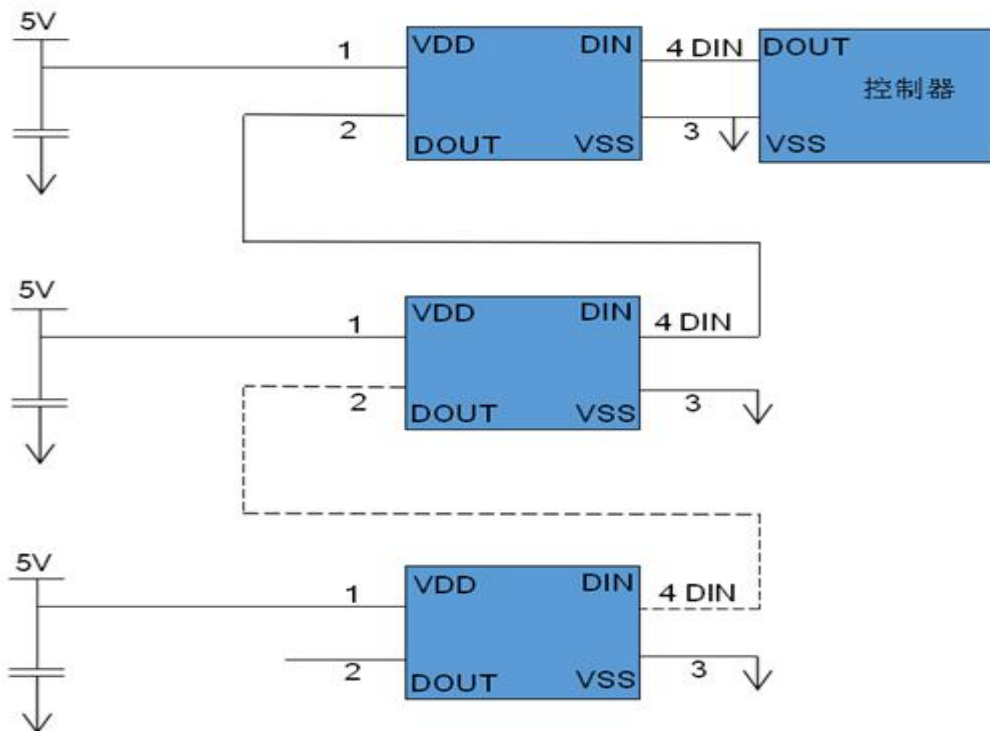 5V
1
VDD
DIN
4 DIN
DOUT
控制器
2
DOUT
VSS
3
VSS
5V
1
VDD
DIN
4 DIN
2
DOUT
VSS
3
5V
1
VDD
DIN
4 DIN
2
DOUT
VSS
3